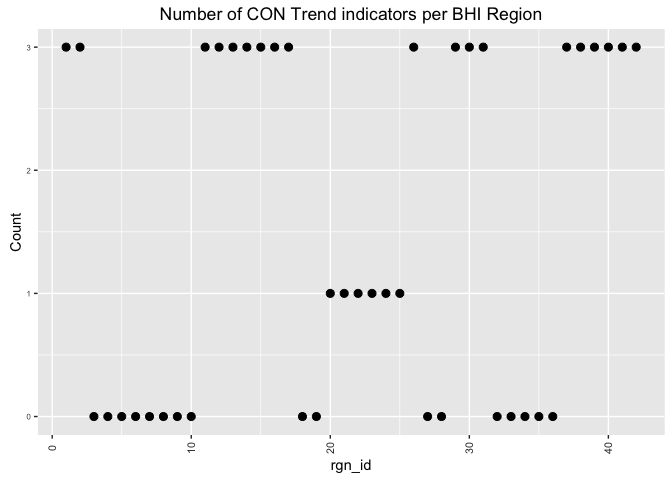 Number of CON Trend indicators per BHI Region
3
2
1
0
Count
0 10 20 30 40
rgn_id